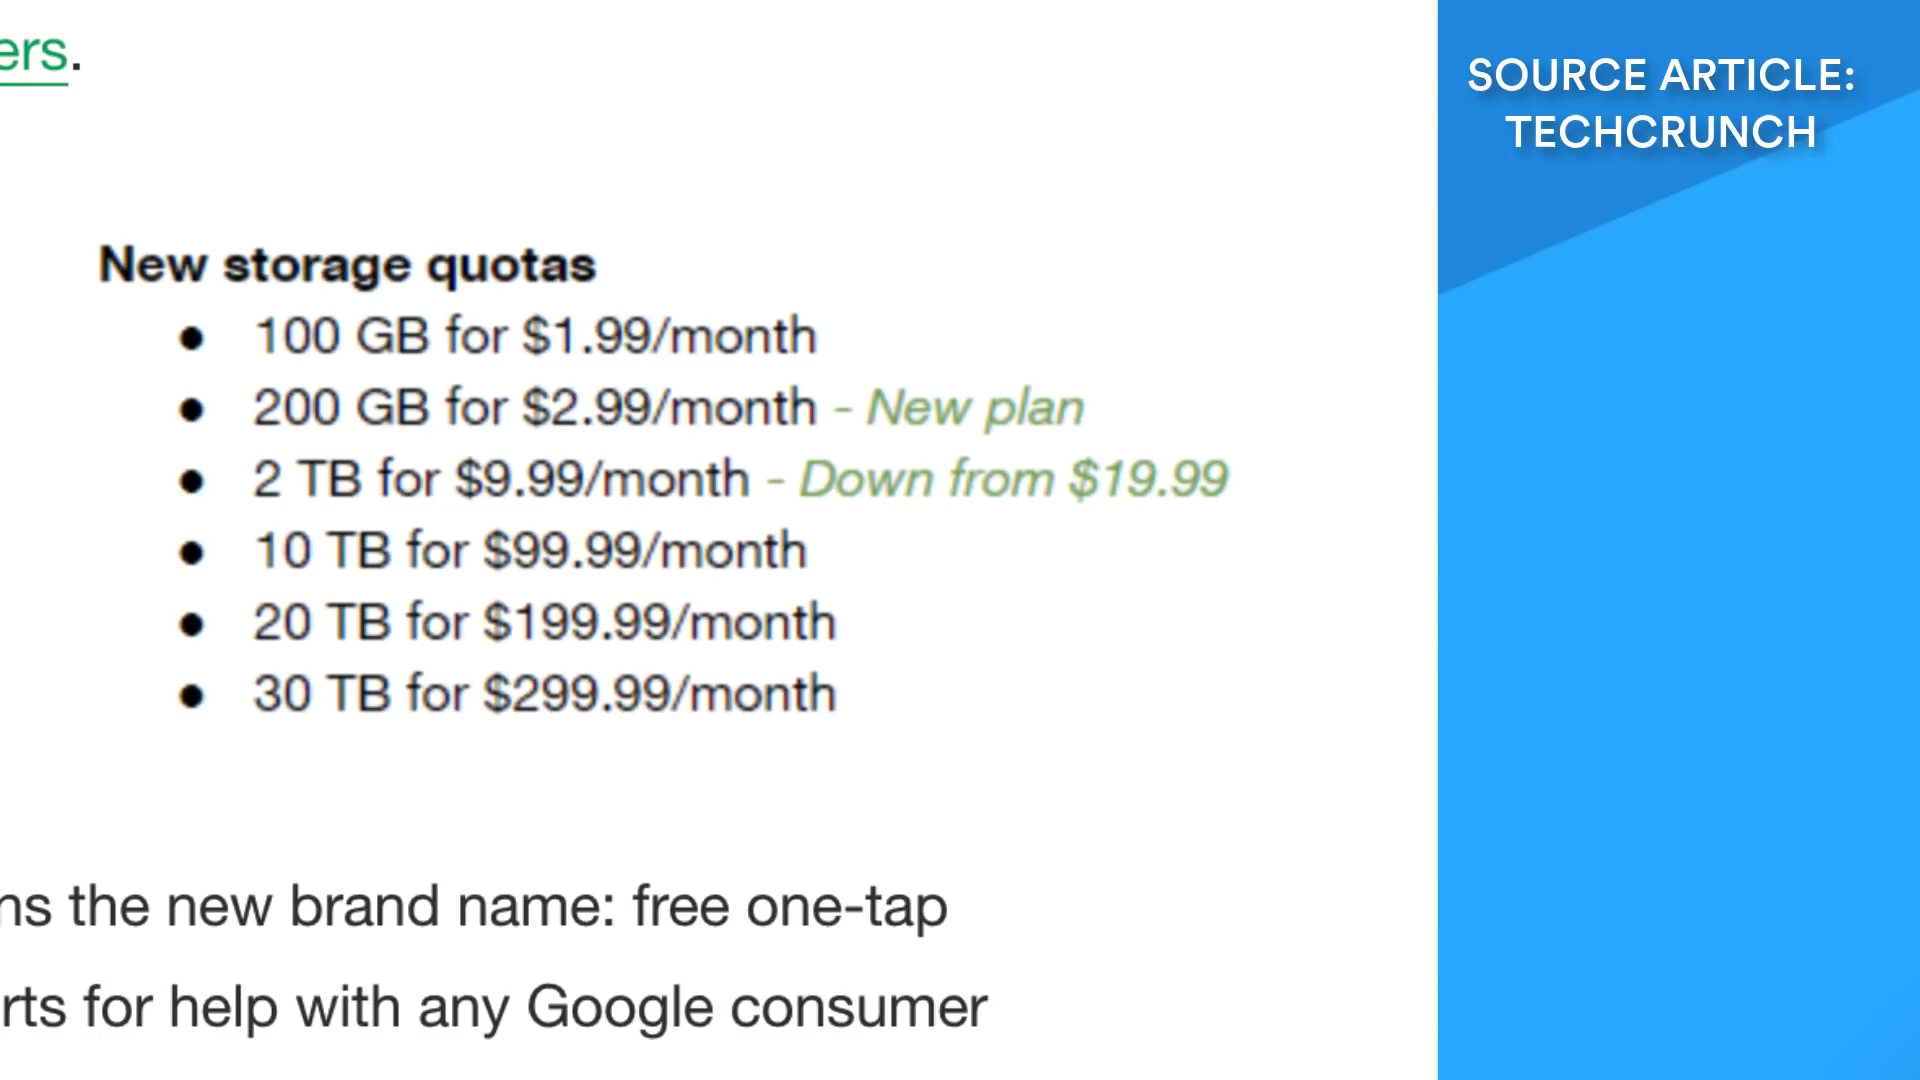 ers.
SOURCE ARTICLE:
TECHCRUNCH
New storage quotas
● 100 GB for $1.99/month
● 200 GB for $2.99/month - New plan
● 2 TB for $9.99/month - Down from $19.99
● 10 TB for $99.99/month
● 20 TB for $199.99/month
● 30 TB for $299.99/month
ns the new brand name: free one-tap
rts for help with any Google consumer